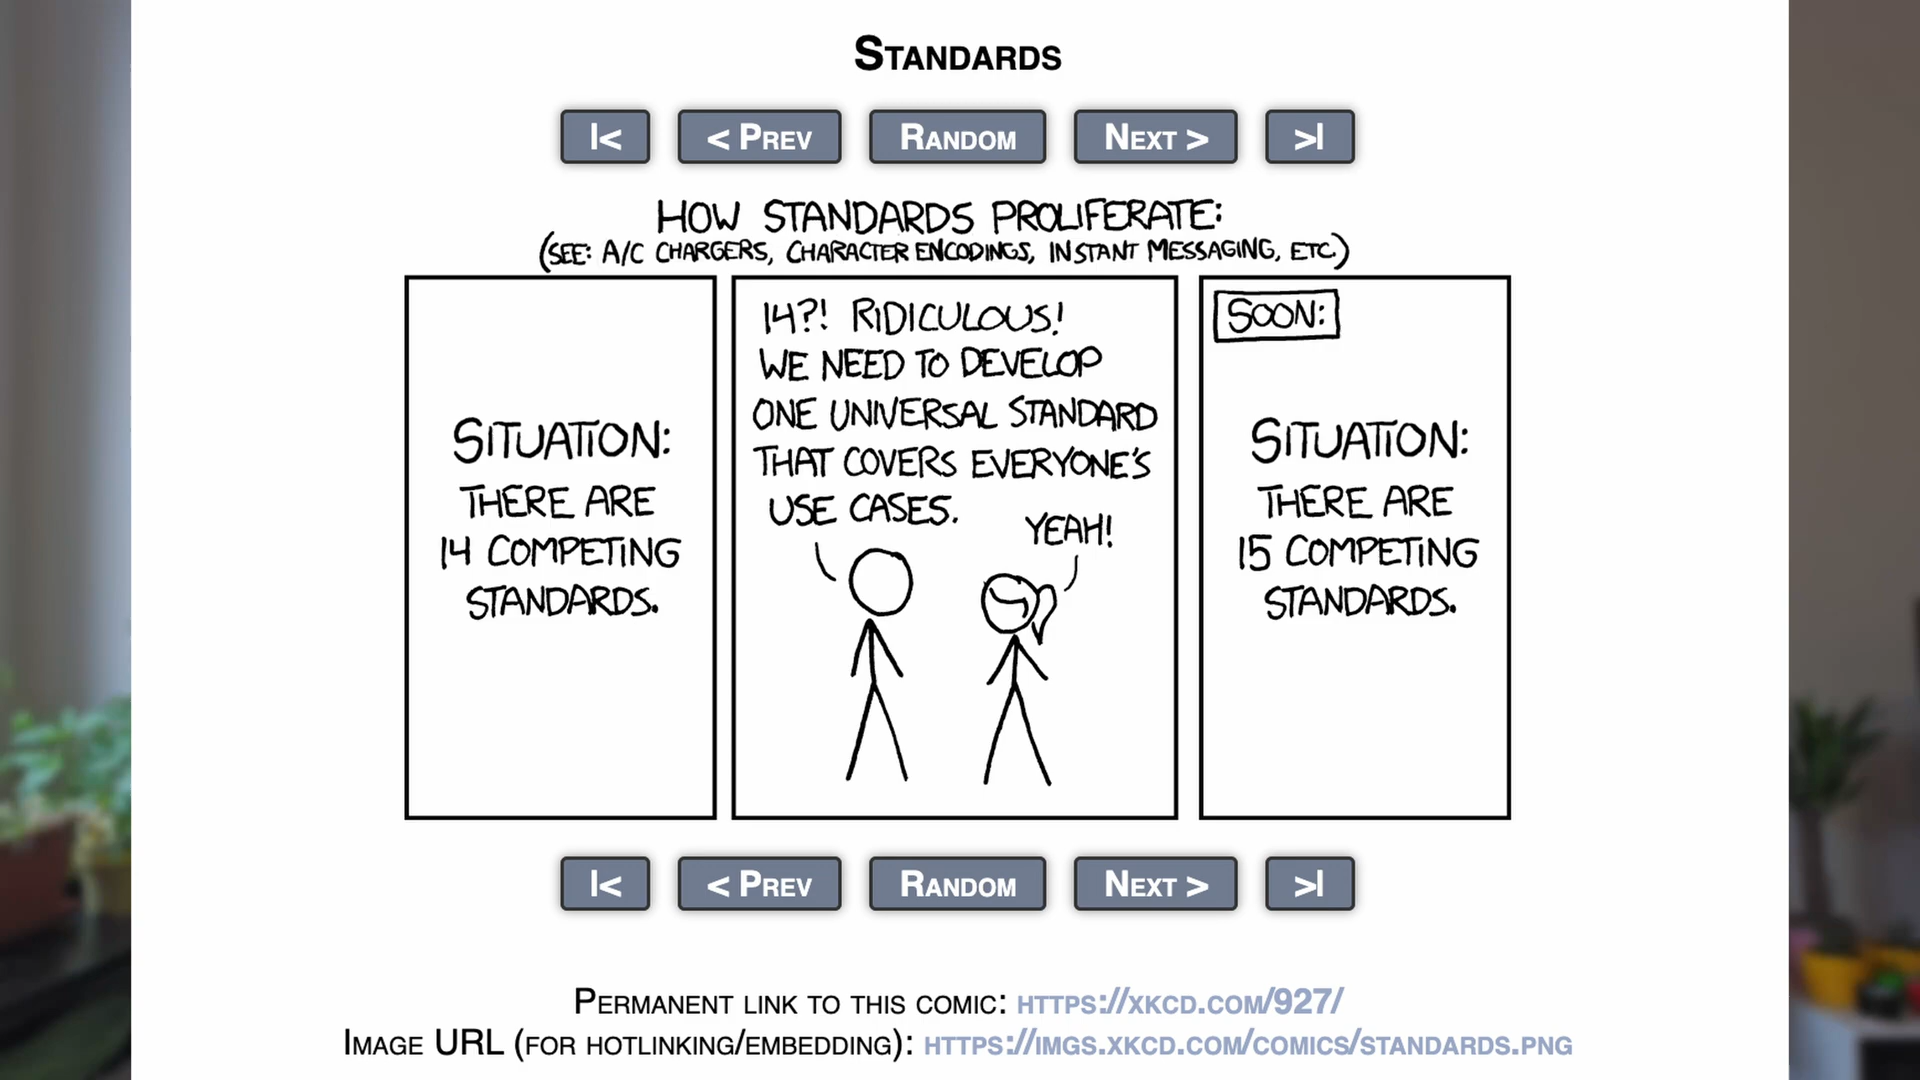 Standards
|<
< Prev
Random
Next >
>|
HOW STANDARDS PROLIFERATE:
(SEE: A/C CHARGERS, CHARACTER ENCODINGS, INSTANT MESSAGING, ETC.)
SITUATION:
THERE ARE
14 COMPETING
STANDARDS.
14?! RIDICULOUS!
WE NEED TO DEVELOP
ONE UNIVERSAL STANDARD
THAT COVERS EVERYONE'S
USE CASES.
YEAH!
SOON:
SITUATION:
THERE ARE
15 COMPETING
STANDARDS.
|<
< Prev
Random
Next >
>|
Permanent link to this comic: https://xkcd.com/927/
Image URL (for hotlinking/embedding): https://imgs.xkcd.com/comics/standards.png